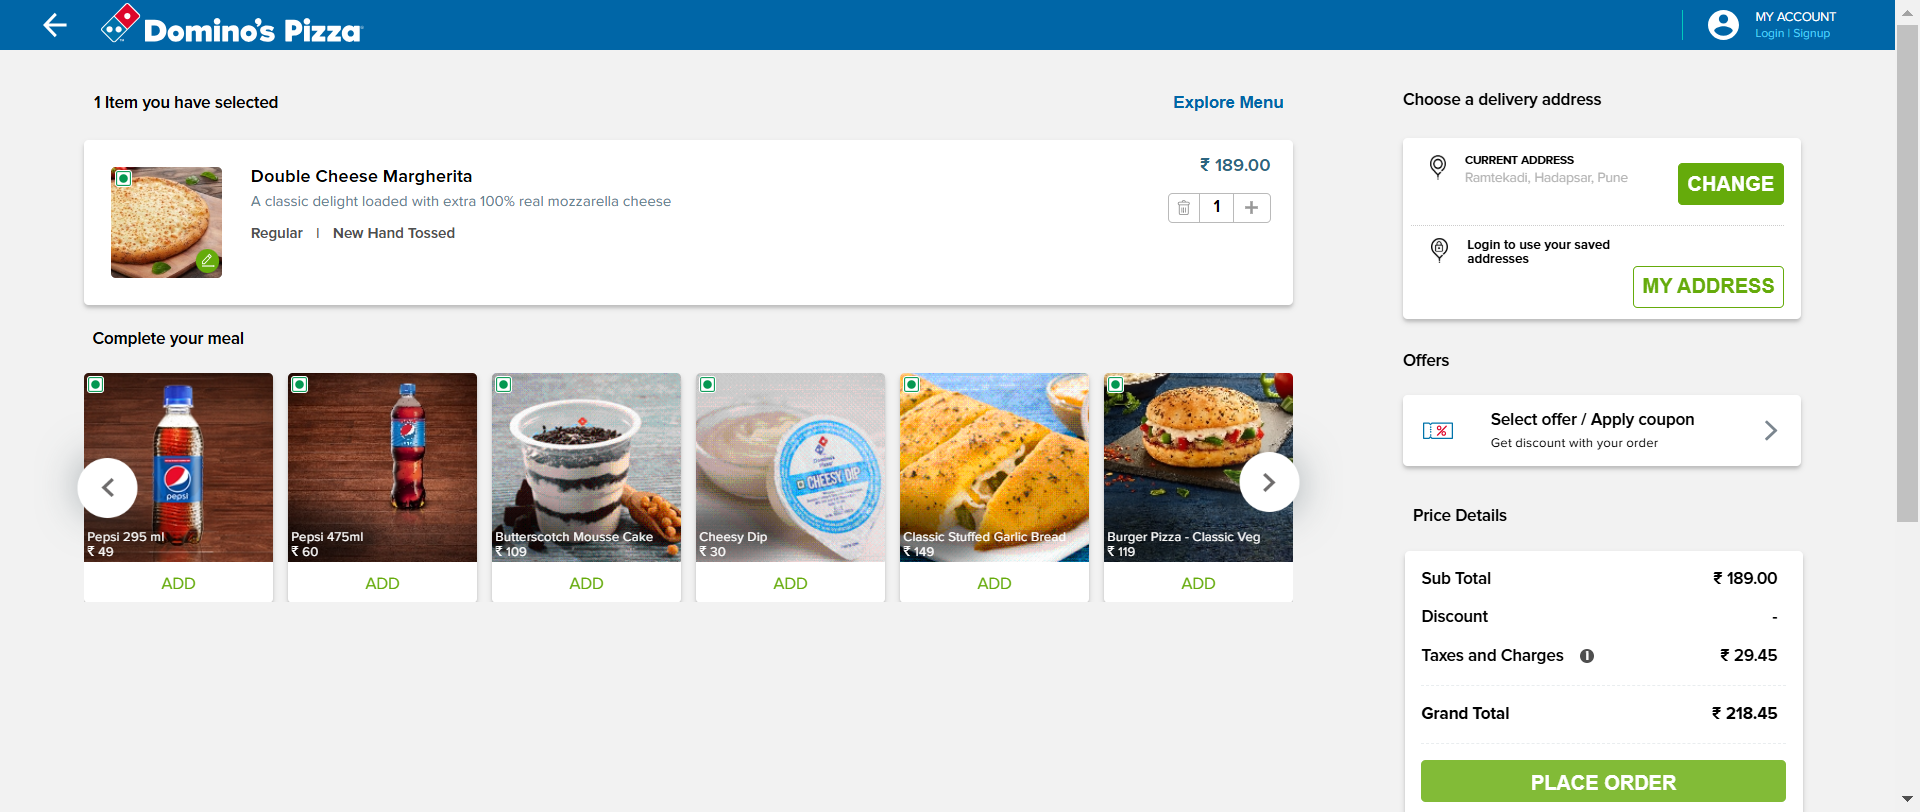 Domino's Pizza
MY ACCOUNT
Login | Signup
1 Item you have selected
Explore Menu
Double Cheese Margherita
₹ 189.00
A classic delight loaded with extra 100% real mozzarella cheese
1
Regular | New Hand Tossed
Complete your meal
pepsi
Pepsi 295 ml
₹ 49
ADD
Pepsi 475ml
₹ 60
ADD
Butterscotch Mousse Cake
₹ 109
ADD
Domino's Pizza
CHEESY DIP
Cheesy Dip
₹ 30
ADD
Classic Stuffed Garlic Bread
₹ 149
ADD
Burger Pizza - Classic Veg
₹ 119
ADD
Choose a delivery address
CURRENT ADDRESS
Ramtekadi, Hadapsar, Pune
CHANGE
Login to use your saved
addresses
MY ADDRESS
Offers
%
Select offer / Apply coupon
Get discount with your order
Price Details
Sub Total ₹ 189.00
Discount -
Taxes and Charges ₹ 29.45
Grand Total ₹ 218.45
PLACE ORDER